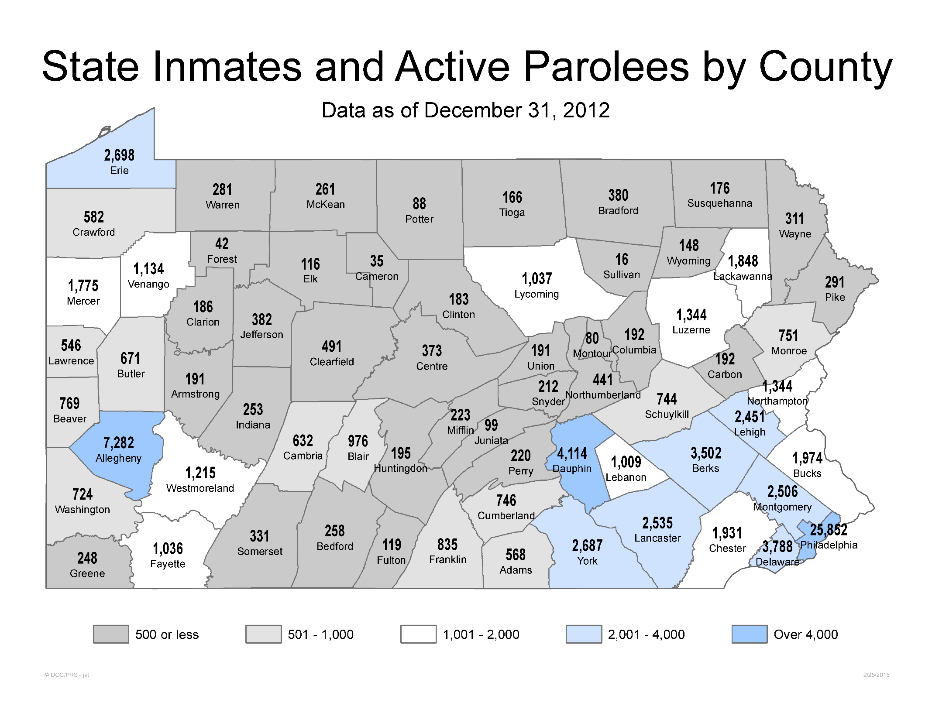 State Inmates and Active Parolees by County
Data as of December 31, 2012
2,698
Erie
281
Warren
261
McKean
88
Potter
166
Tioga
380
Bradford
176
Susquehanna
311
Wayne
582
Crawford
42
Forest
116
Elk
35
Cameron
1,037
Lycoming
16
Sullivan
148
Wyoming
1,848
Lackawanna
291
Pike
1,775
Mercer
1,134
Venango
186
Clarion
382
Jefferson
183
Clinton
1,344
Luzerne
751
Monroe
546
Lawrence
671
Butler
491
Clearfield
373
Centre
191
Union
80
Montour
192
Columbia
192
Carbon
769
Beaver
191
Armstrong
253
Indiana
212
Snyder
441
Northumberland
744
Schuylkill
1,344
Northampton
2,451
Lehigh
7,282
Allegheny
1,215
Westmoreland
632
Cambria
976
Blair
195
Huntingdon
223
Mifflin
99
Juniata
220
Perry
4,114
Dauphin
1,009
Lebanon
3,502
Berks
1,974
Bucks
724
Washington
746
Cumberland
2,506
Montgomery
248
Greene
1,036
Fayette
331
Somerset
258
Bedford
119
Fulton
835
Franklin
568
Adams
2,687
York
2,535
Lancaster
1,931
Chester
3,788
Delaware
25,852
Philadelphia
500 or less
501 - 1,000
1,001 - 2,000
2,001 - 4,000
Over 4,000